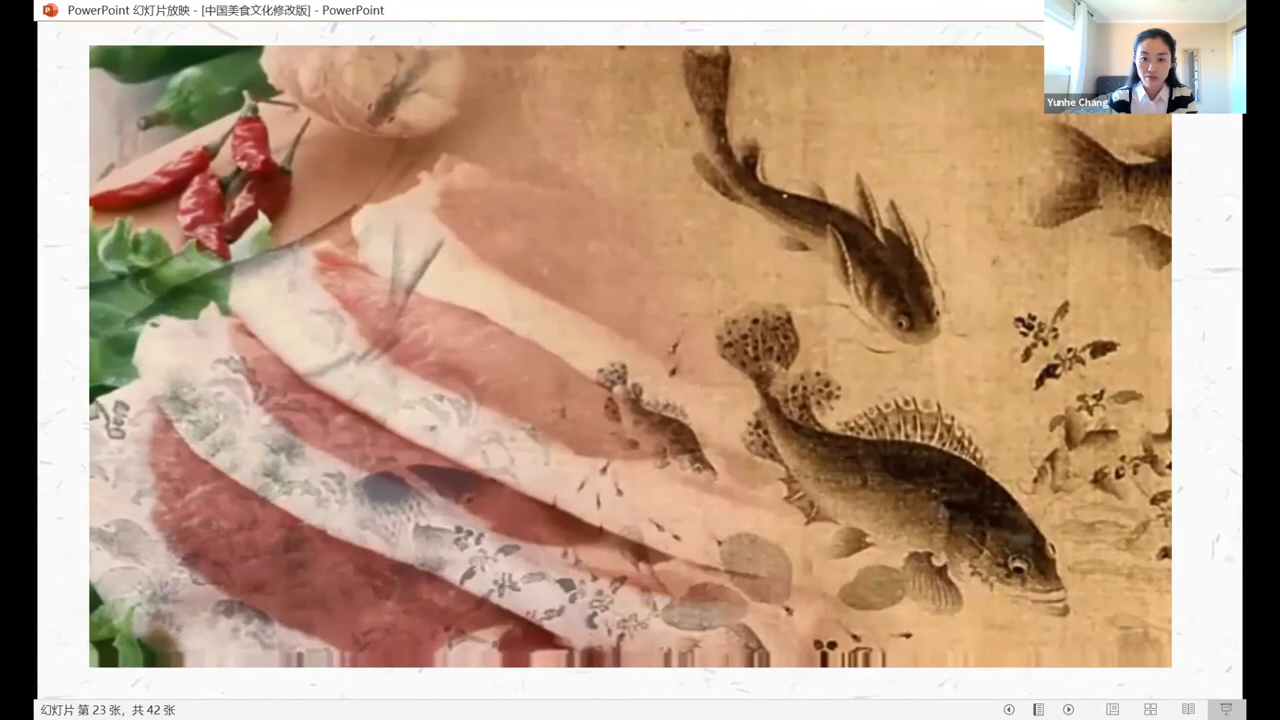 PowerPoint 幻灯片放映 - [中国美食文化修改版] - PowerPoint
Yunhe Chang
幻灯片 第 23 张，共 42 张